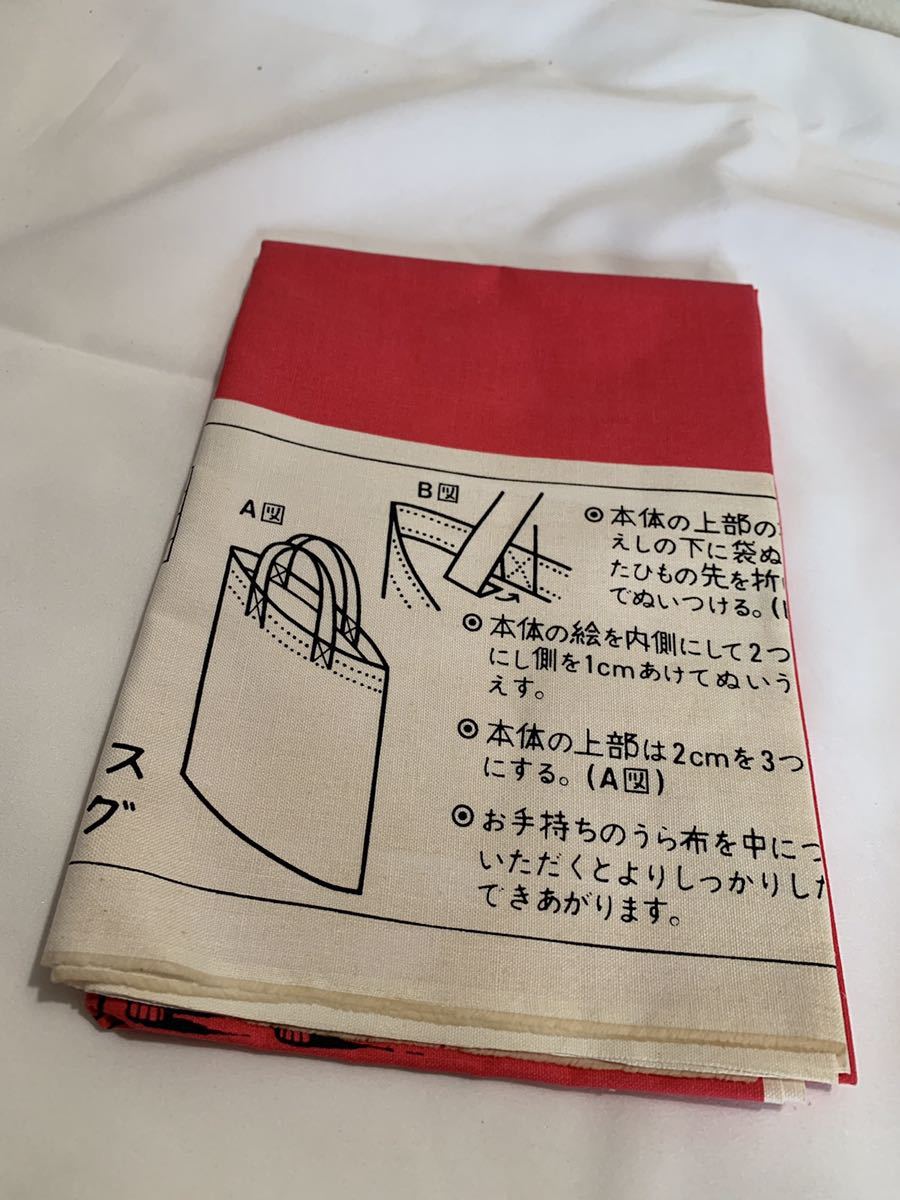 A図
B図
◉本体の上部の
えしの下に袋ぬ
たひもの先を折
でぬいつける。(
◉本体の絵を内側にして2つ
にし側を1cmあけてぬいう
えす。
◉本体の上部は2cmを3つ
にする。(A図)
◉お手持ちのうら布を中につ
いただくとよりしっかりした
できあがります。
ス
グ